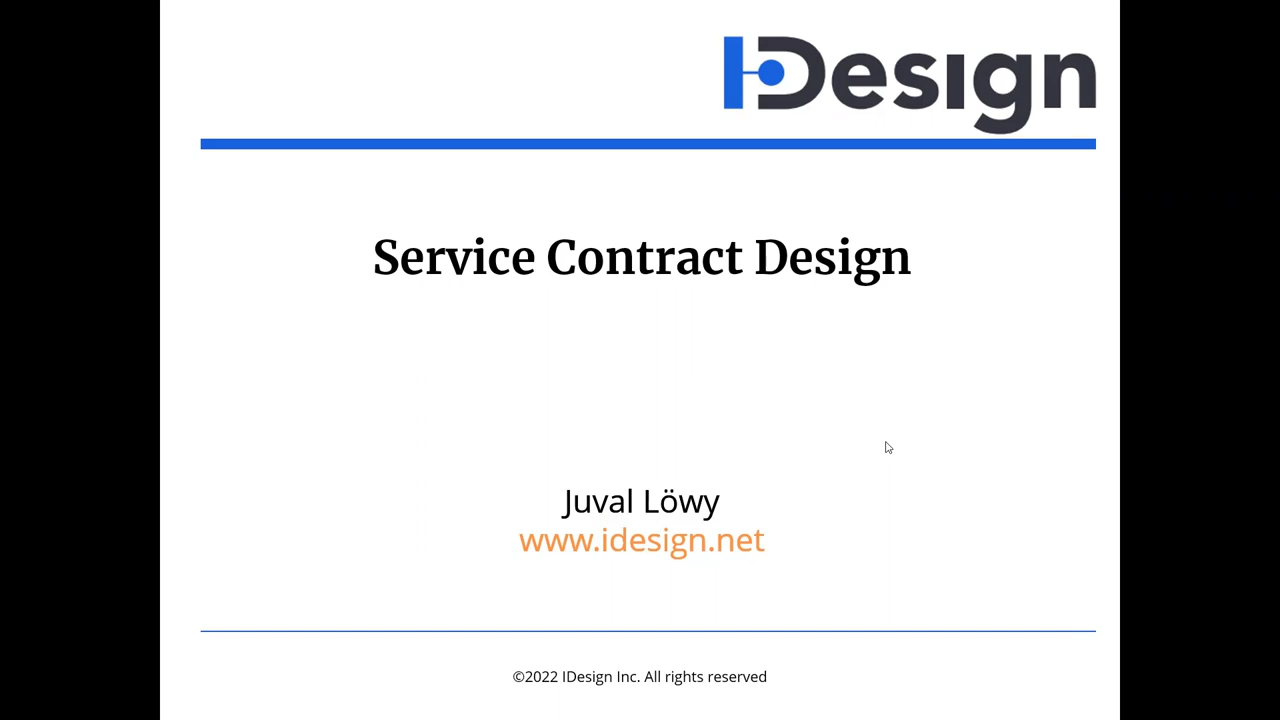 IDesign
Service Contract Design
Juval Löwy
www.idesign.net
©2022 IDesign Inc. All rights reserved